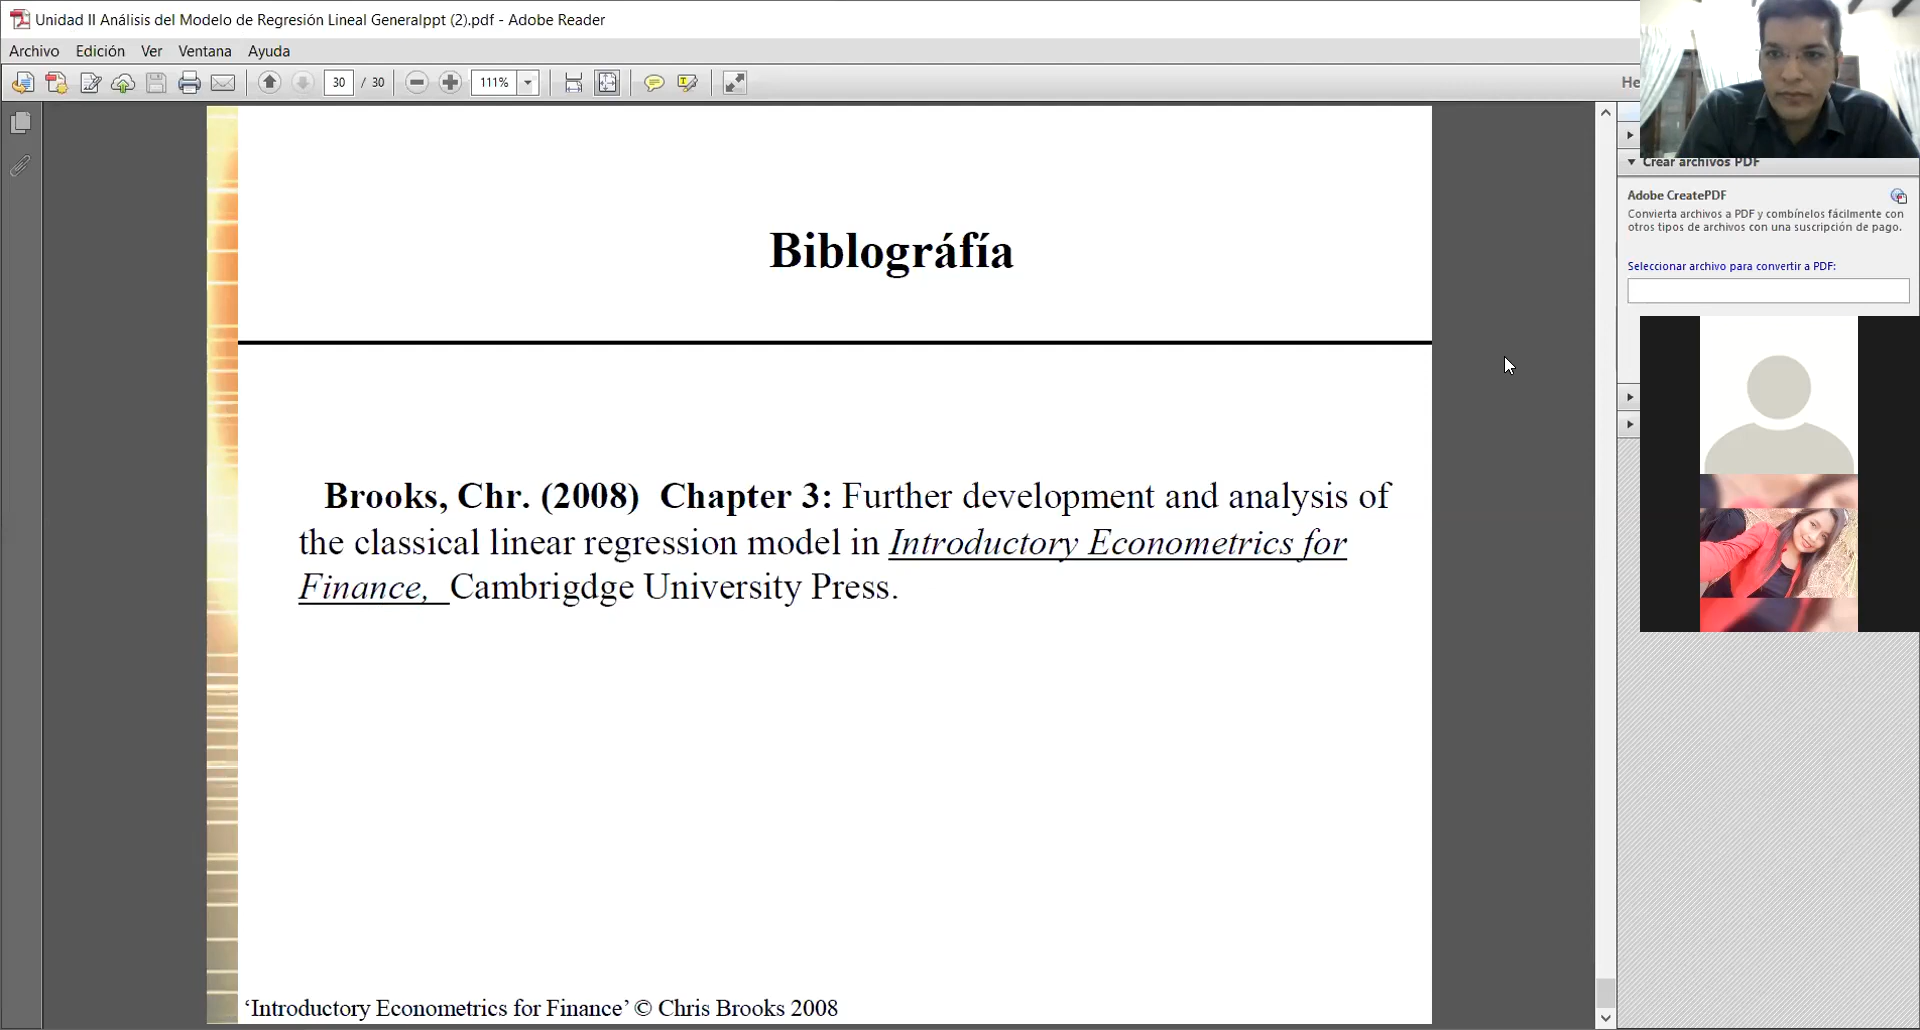 Unidad II Análisis del Modelo de Regresión Lineal Generalppt (2).pdf - Adobe Reader
Archivo Edición Ver Ventana Ayuda
30 / 30 111% He
Crear archivos PDF
Adobe CreatePDF
Convierta archivos a PDF y combínelos fácilmente con
otros tipos de archivos con una suscripción de pago.
Seleccionar archivo para convertir a PDF:
Biblográfía
Brooks, Chr. (2008) Chapter 3: Further development and analysis of
the classical linear regression model in Introductory Econometrics for
Finance, Cambrigdge University Press.
‘Introductory Econometrics for Finance’ © Chris Brooks 2008